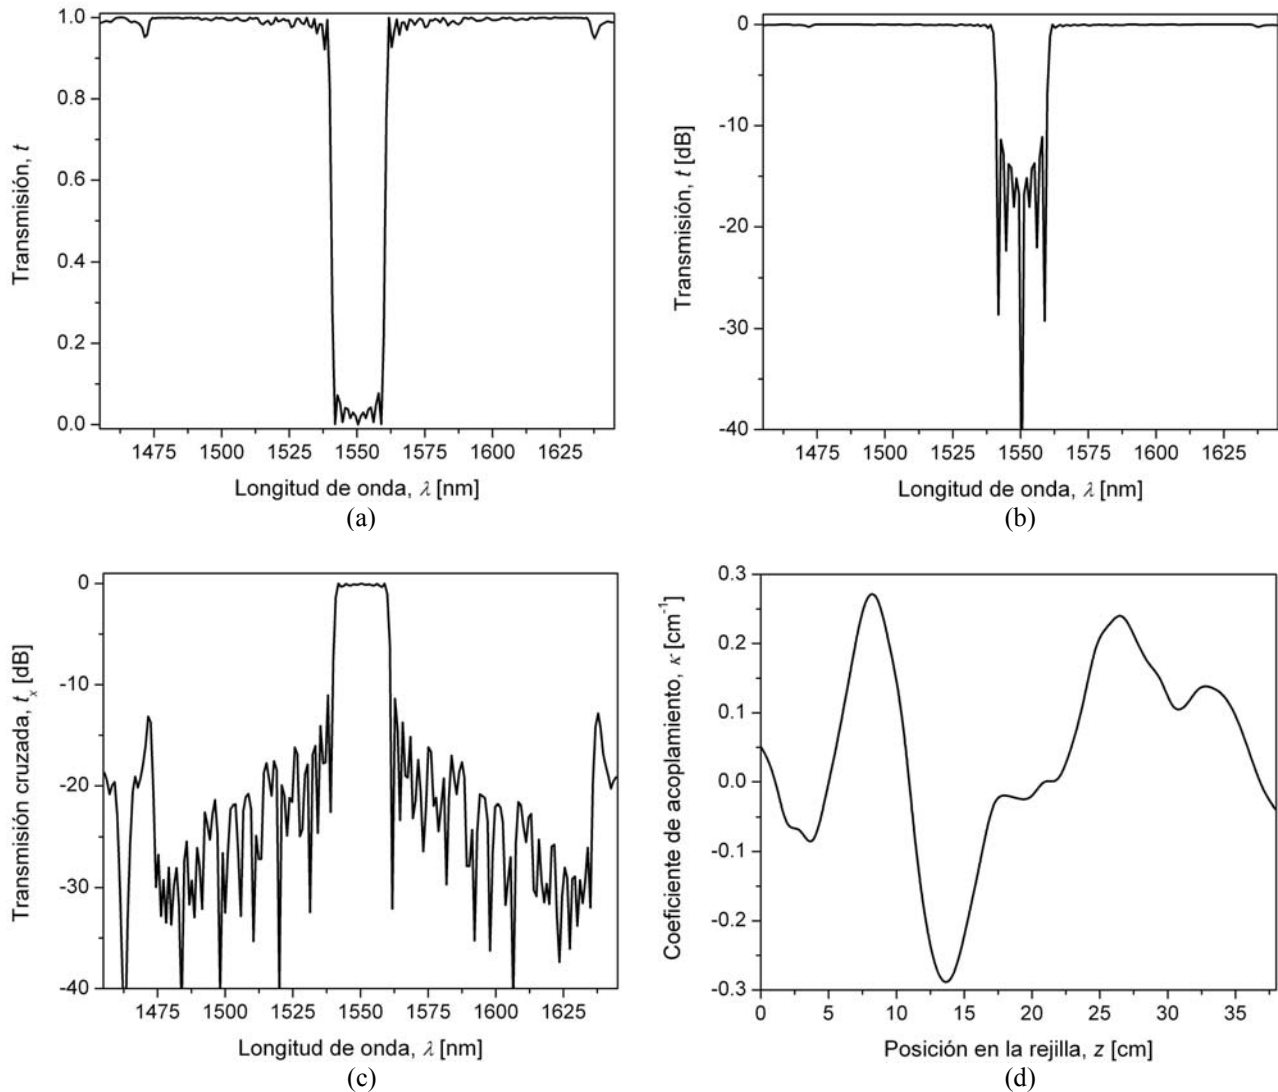 1.0
0.8
0.6
0.4
0.2
0.0
Transmisión, t
1475 1500 1525 1550 1575 1600 1625
Longitud de onda, λ [nm]
(a)
0
-10
-20
-30
-40
Transmisión, t [dB]
1475 1500 1525 1550 1575 1600 1625
Longitud de onda, λ [nm]
(b)
0
-10
-20
-30
-40
Transmisión cruzada, tₓ [dB]
1475 1500 1525 1550 1575 1600 1625
Longitud de onda, λ [nm]
(c)
0.3
0.2
0.1
0.0
-0.1
-0.2
-0.3
Coeficiente de acoplamiento, κ [cm⁻¹]
0 5 10 15 20 25 30 35
Posición en la rejilla, z [cm]
(d)